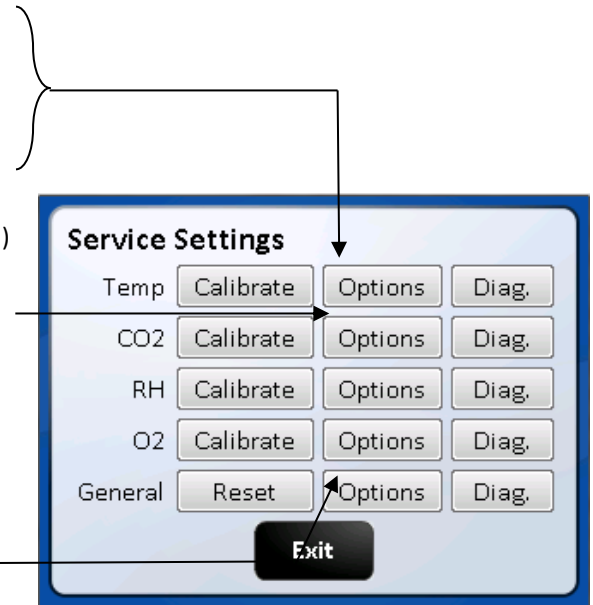 )
Service Settings
Temp Calibrate Options Diag.
CO2 Calibrate Options Diag.
RH Calibrate Options Diag.
O2 Calibrate Options Diag.
General Reset Options Diag.
Exit